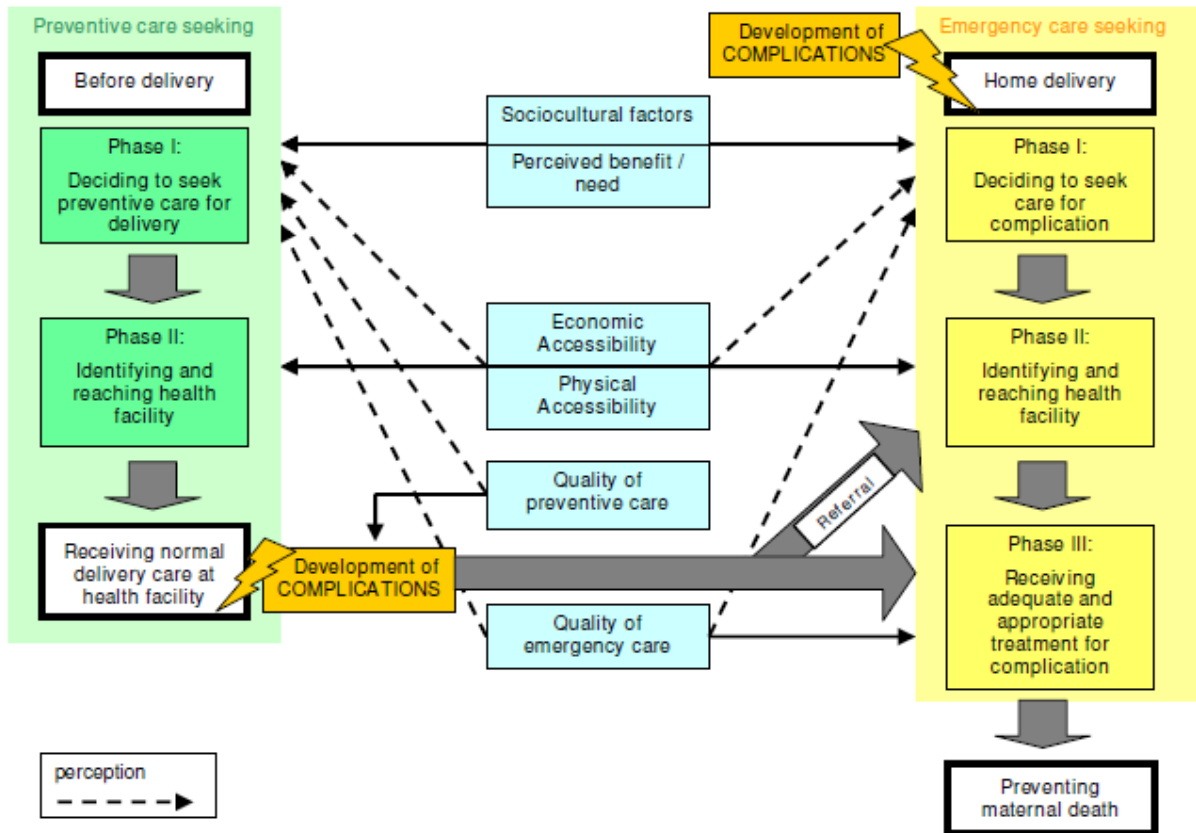 Preventive care seeking
Before delivery
Phase I:
Deciding to seek
preventive care for
delivery
Phase II:
Identifying and
reaching health
facility
Receiving normal
delivery care at
health facility
Development of
COMPLICATIONS
Sociocultural factors
Perceived benefit /
need
Economic
Accessibility
Physical
Accessibility
Quality of
preventive care
Development of
COMPLICATIONS
Quality of
emergency care
Referral
Emergency care seeking
Home delivery
Phase I:
Deciding to seek
care for
complication
Phase II:
Identifying and
reaching health
facility
Phase III:
Receiving
adequate and
appropriate
treatment for
complication
Preventing
maternal death
perception